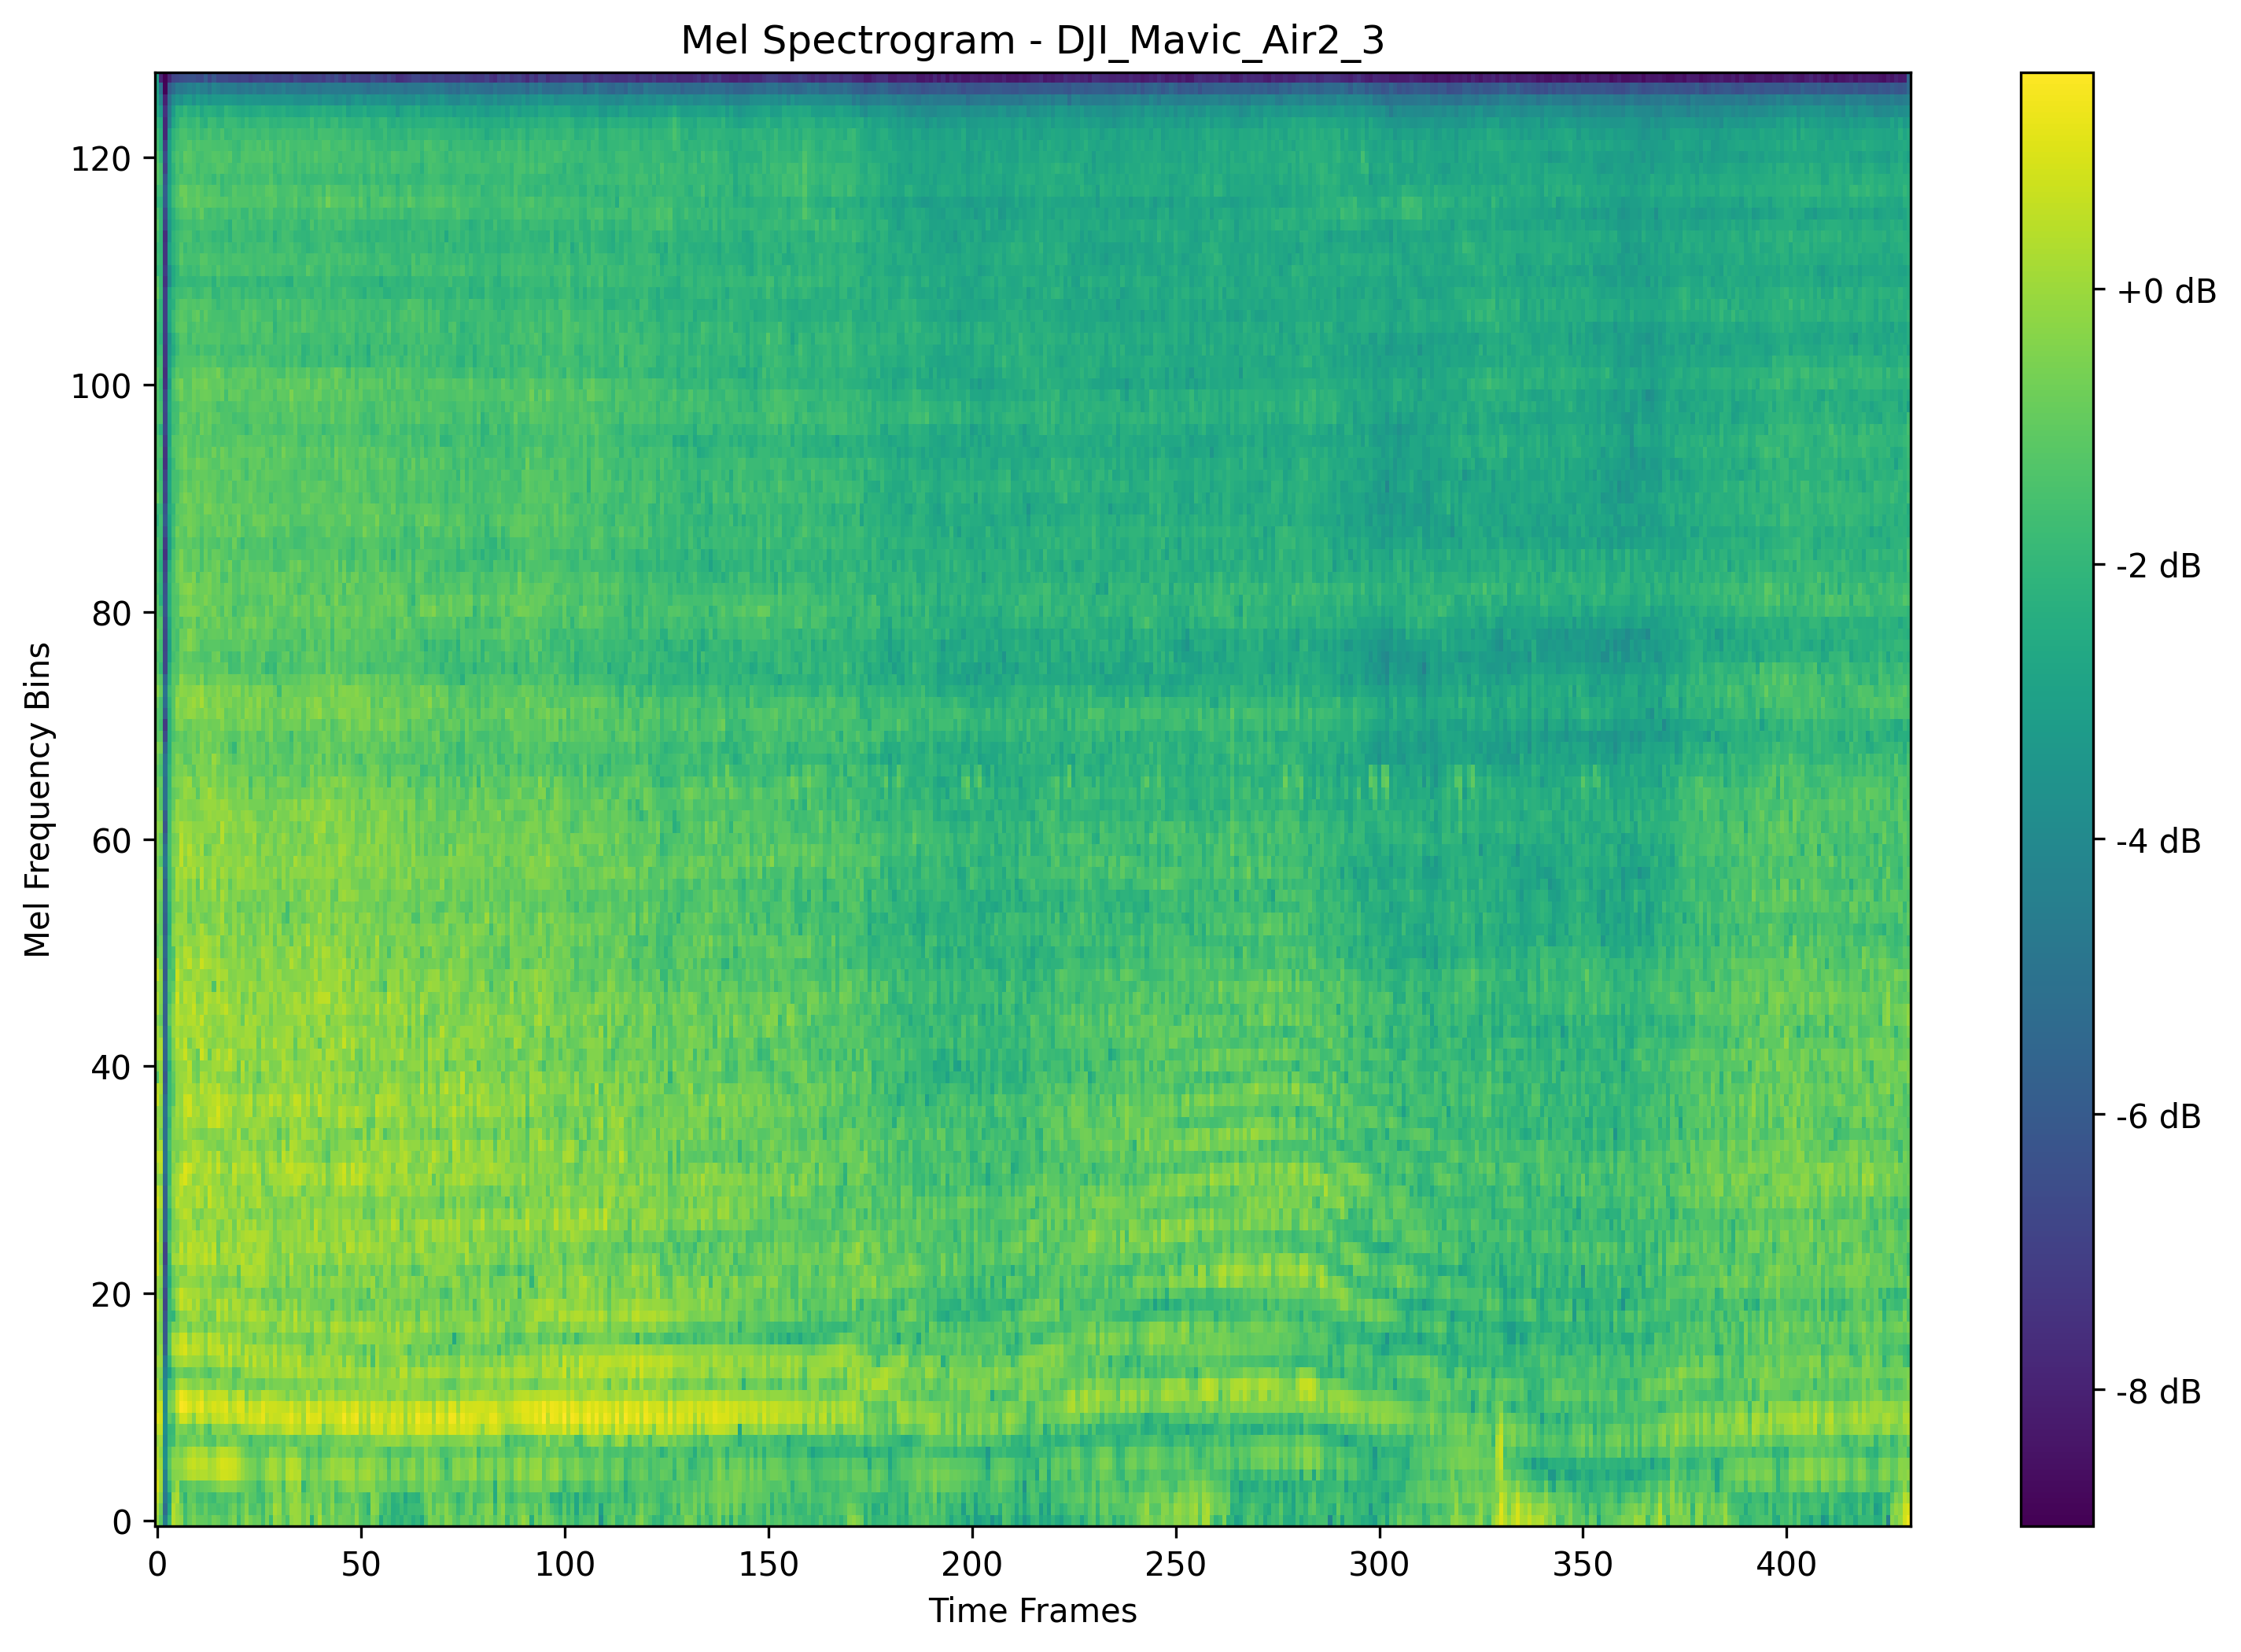 Mel Spectrogram - DJI_Mavic_Air2_3
120
100
80
60
40
20
0
Mel Frequency Bins
0 50 100 150 200 250 300 350 400
Time Frames
+0 dB
-2 dB
-4 dB
-6 dB
-8 dB